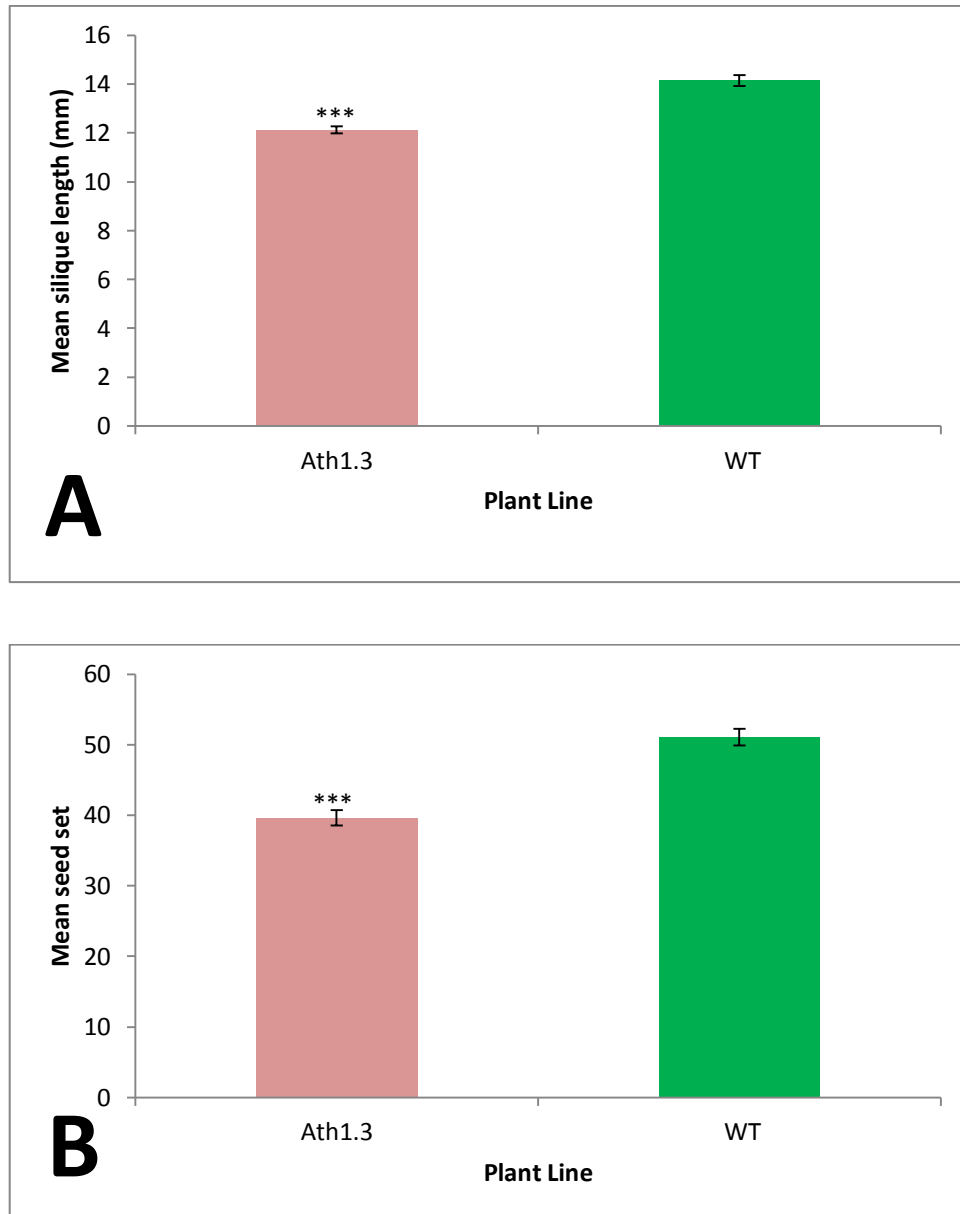 16
14
12
10
8
6
4
2
0
Mean silique length (mm)
***
Ath1.3
WT
Plant Line
A
60
50
40
30
20
10
0
Mean seed set
***
Ath1.3
WT
Plant Line
B